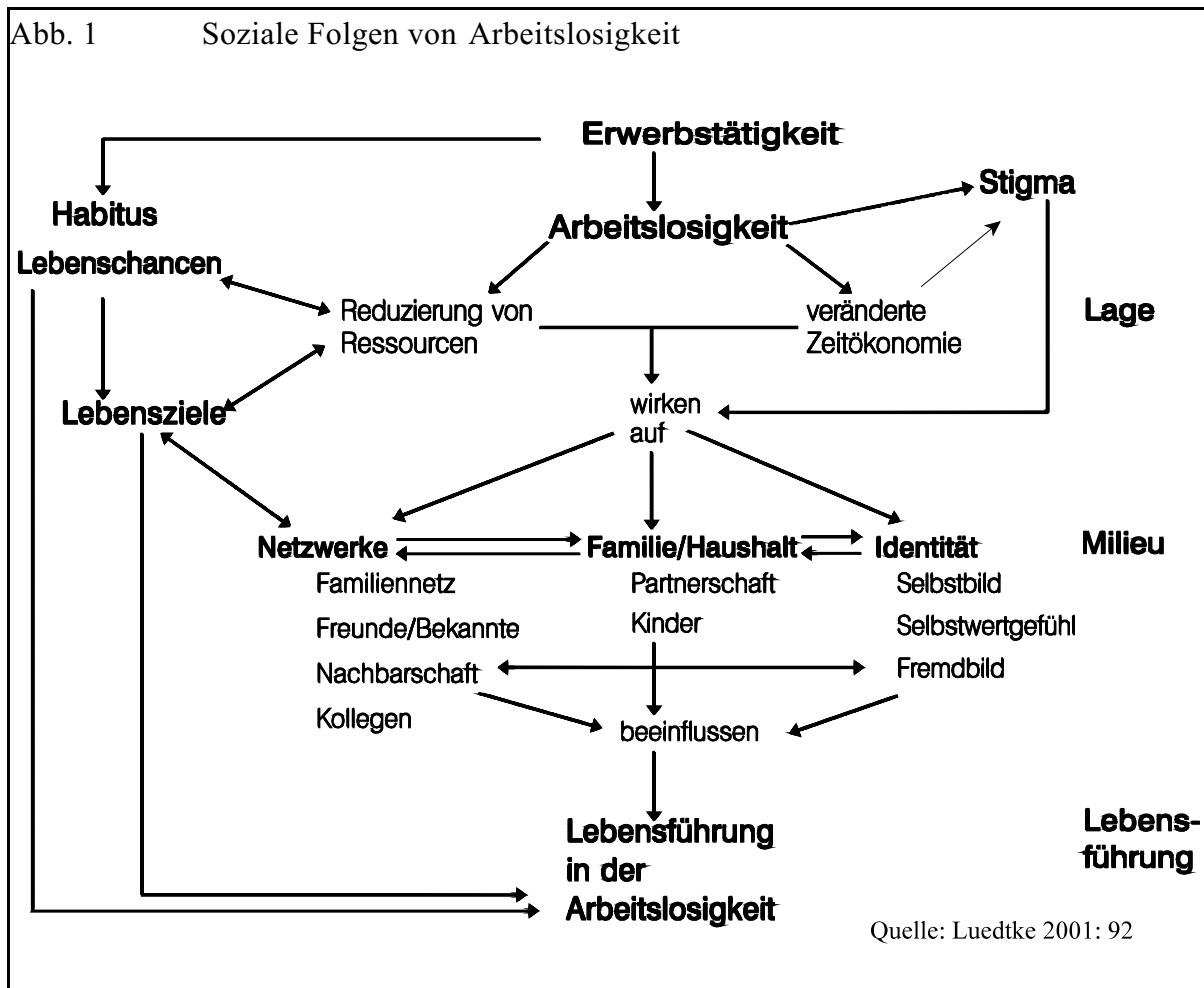 Abb. 1 Soziale Folgen von Arbeitslosigkeit
Erwerbstätigkeit
Stigma
Habitus
Arbeitslosigkeit
Lebenschancen
Reduzierung von
Ressourcen
veränderte
Zeitökonomie
Lage
Lebensziele
wirken
auf
Netzwerke
Familie/Haushalt
Identität
Milieu
Familiennetz
Partnerschaft
Selbstbild
Freunde/Bekannte
Kinder
Selbstwertgefühl
Nachbarschaft
Fremdbild
Kollegen
beeinflussen
Lebensführung
in der
Arbeitslosigkeit
Lebens-
führung
Quelle: Luedtke 2001: 92